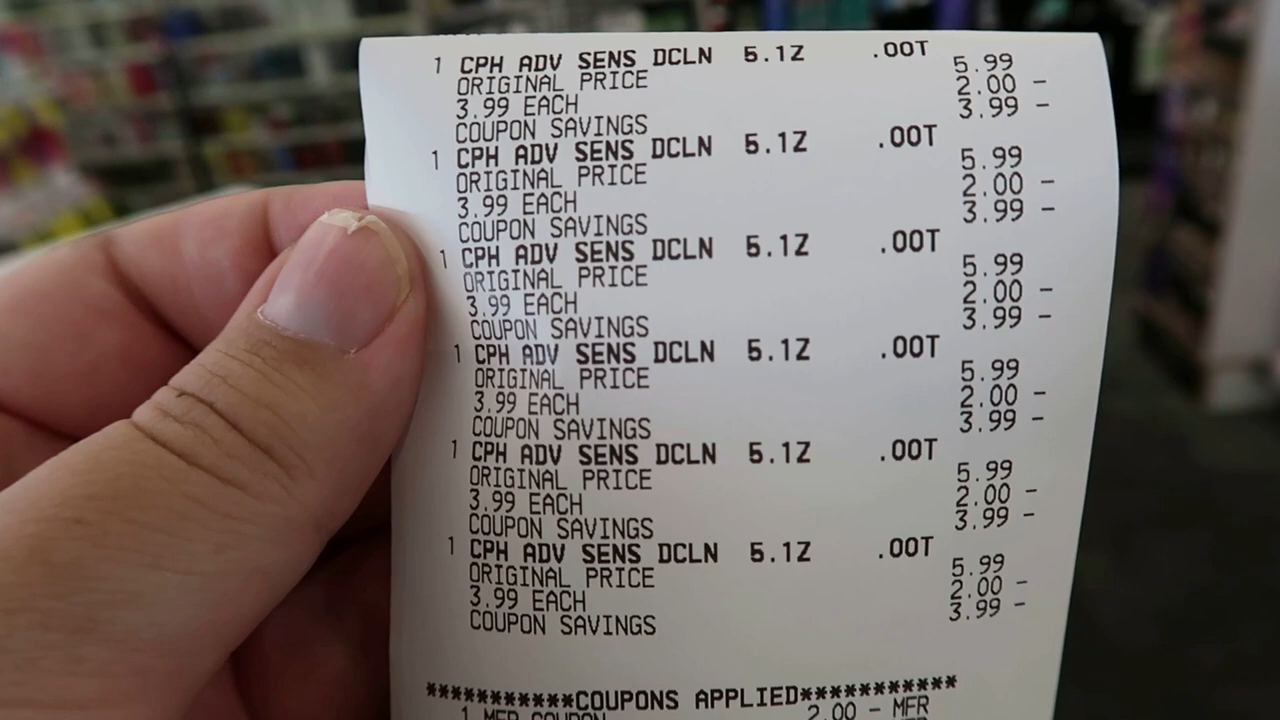 1 CPH ADV SENS DCLN 5.1Z .00T
ORIGINAL PRICE 5.99
3.99 EACH 2.00 -
COUPON SAVINGS 3.99 -
1 CPH ADV SENS DCLN 5.1Z .00T
ORIGINAL PRICE 5.99
3.99 EACH 2.00 -
COUPON SAVINGS 3.99 -
1 CPH ADV SENS DCLN 5.1Z .00T
ORIGINAL PRICE 5.99
3.99 EACH 2.00 -
COUPON SAVINGS 3.99 -
1 CPH ADV SENS DCLN 5.1Z .00T
ORIGINAL PRICE 5.99
3.99 EACH 2.00 -
COUPON SAVINGS 3.99 -
1 CPH ADV SENS DCLN 5.1Z .00T
ORIGINAL PRICE 5.99
3.99 EACH 2.00 -
COUPON SAVINGS 3.99 -
1 CPH ADV SENS DCLN 5.1Z .00T
ORIGINAL PRICE 5.99
3.99 EACH 2.00 -
COUPON SAVINGS 3.99 -
***********COUPONS APPLIED***********
1 MFR COUPON 2.00 - MFR